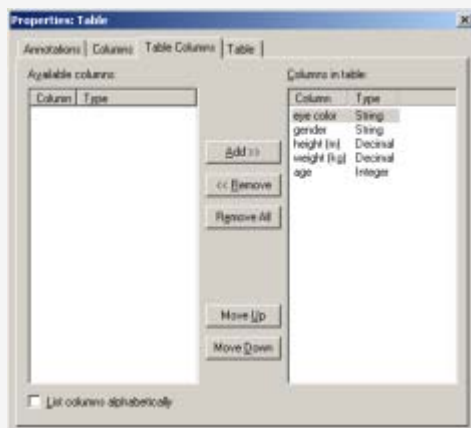 Properties: Table
Annotations Columns Table Columns Table
Available columns:
Column Type
Add >>
<< Remove
Remove All
Move Up
Move Down
List columns alphabetically
Columns in table:
Column Type
eye color String
gender String
height (m) Decimal
weight (kg) Decimal
age Integer